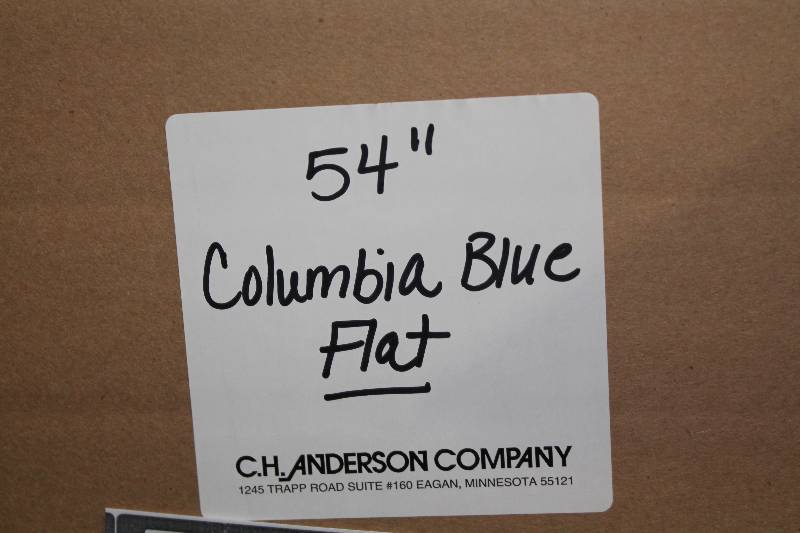 54"
Columbia Blue
Flat
C.H. ANDERSON COMPANY
1245 TRAPP ROAD SUITE #160 EAGAN, MINNESOTA 55121